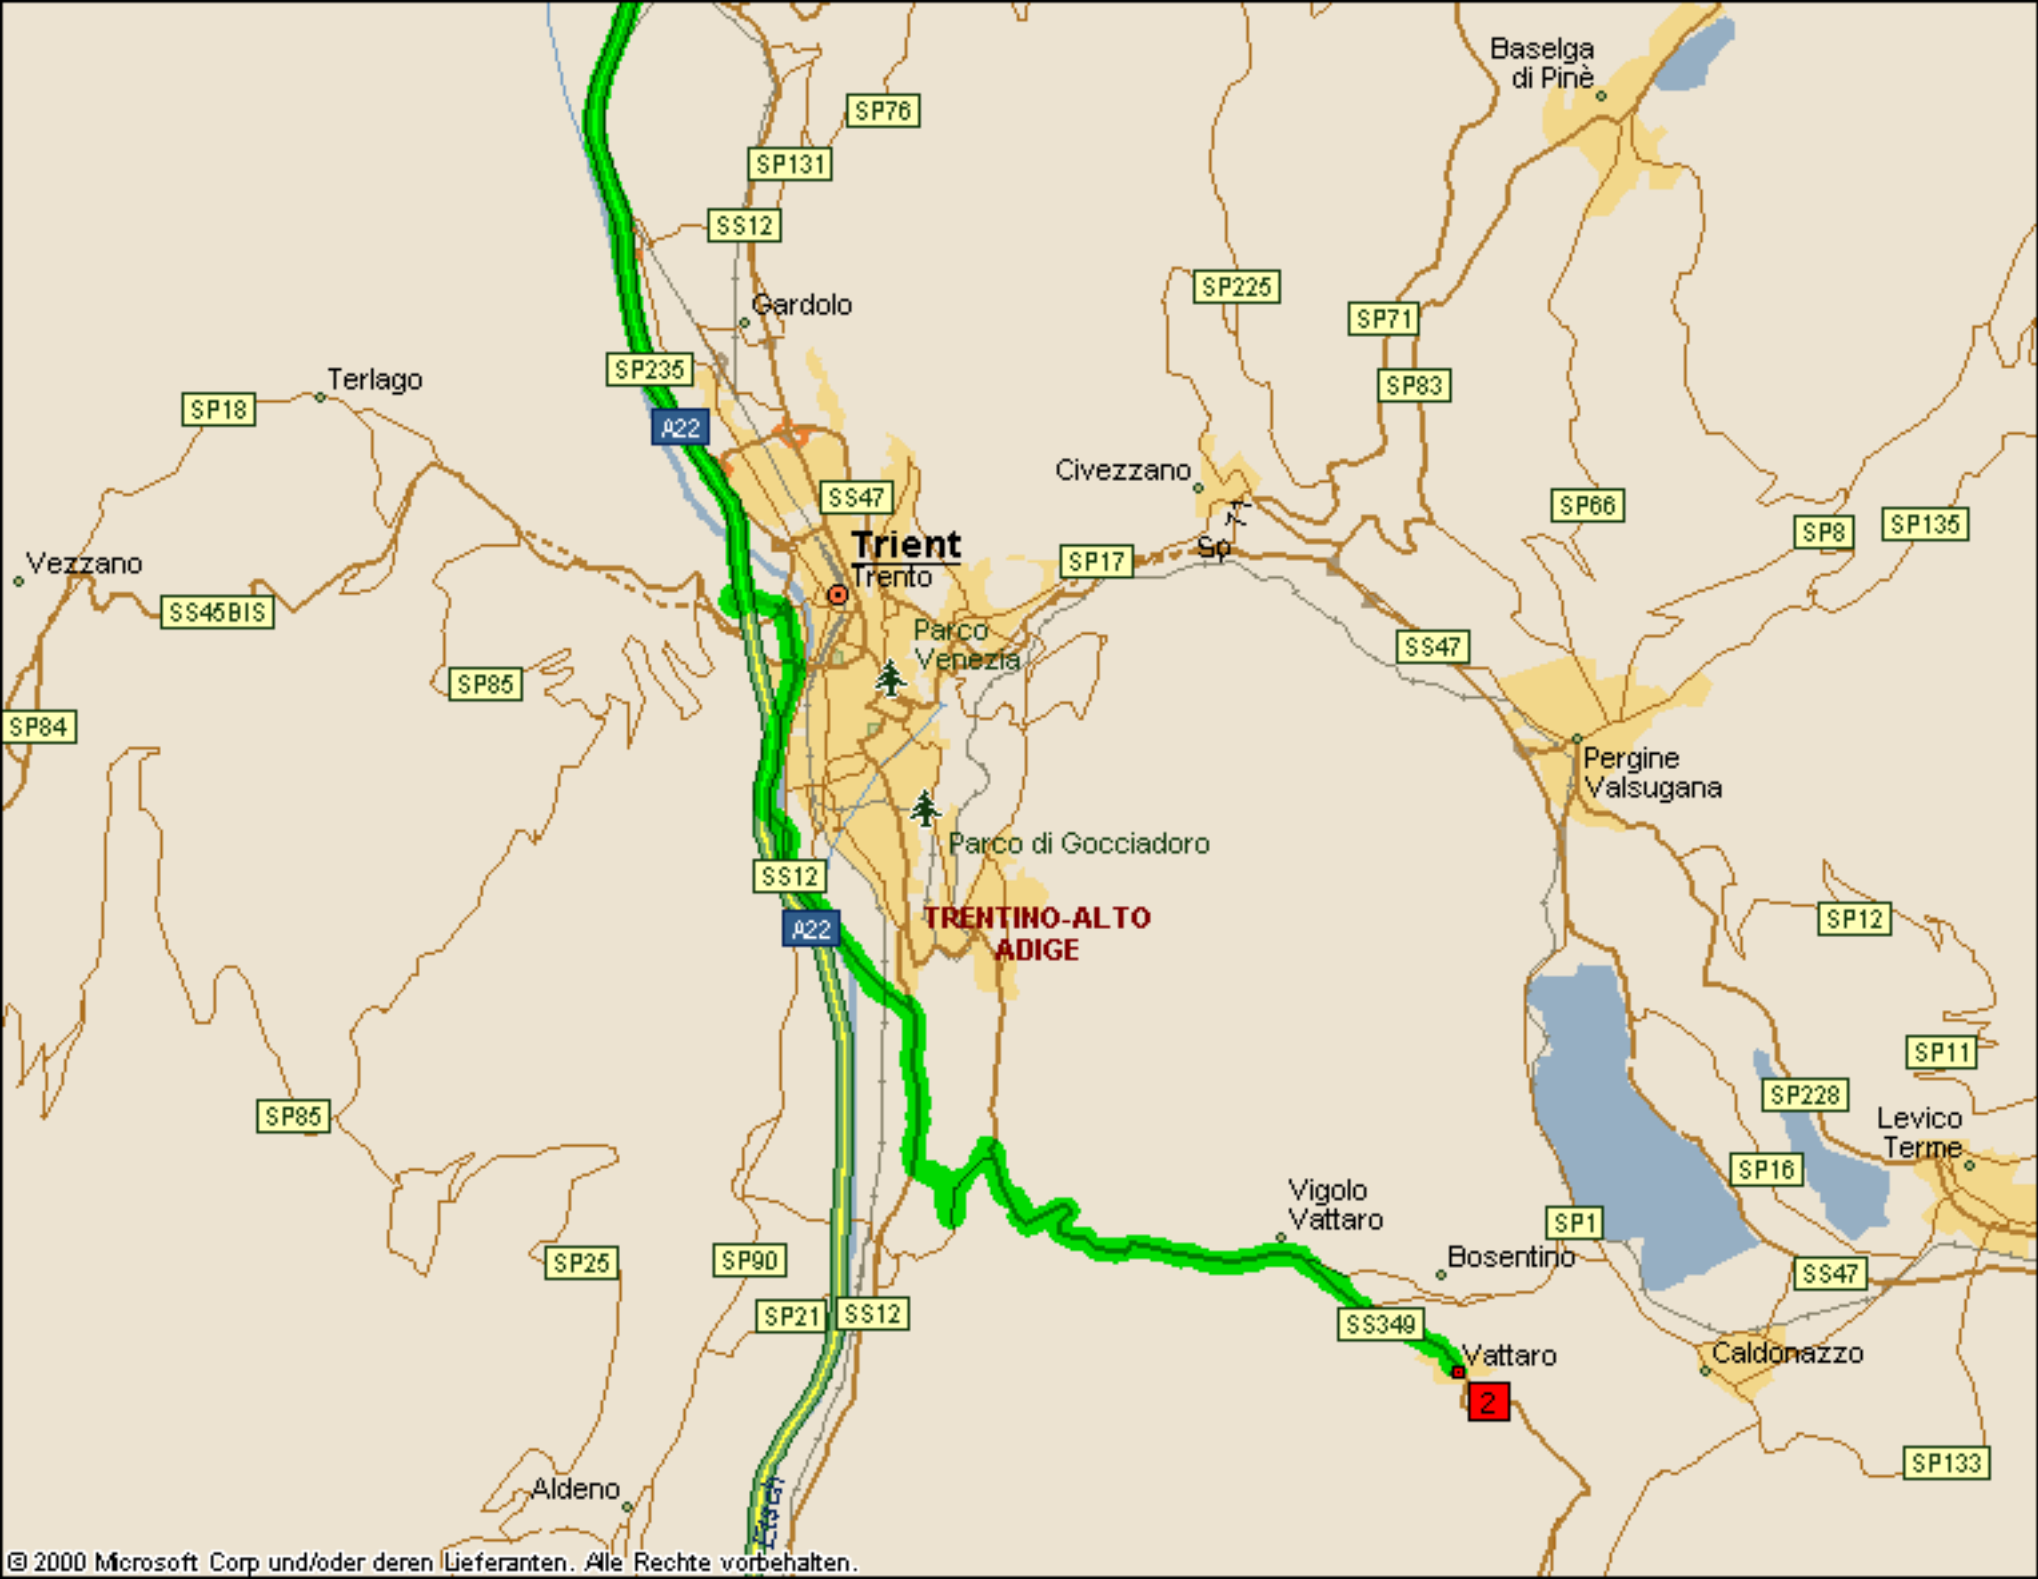 Baselga
di Pinè
SP76
SP131
SS12
SP225
Gardolo
SP71
SP235
Terlago
SP83
SP18
A22
Civezzano
SS47
SP66
SP135
SP8
Trient
Trento
SP17
Sp
Vezzano
SS45BIS
Parco
Venezia
SS47
SP85
SP84
Pergine
Valsugana
Parco di Gocciadoro
SS12
TRENTINO-ALTO
ADIGE
A22
SP12
SP11
SP228
SP85
Levico
Terme
SP16
Vigolo
Vattaro
SP1
SP25
SP90
Bosentino
SS47
SP21
SS12
SS349
Vattaro
Caldonazzo
2
SP133
Aldeno
Etsch
© 2000 Microsoft Corp und/oder deren Lieferanten. Alle Rechte vorbehalten.